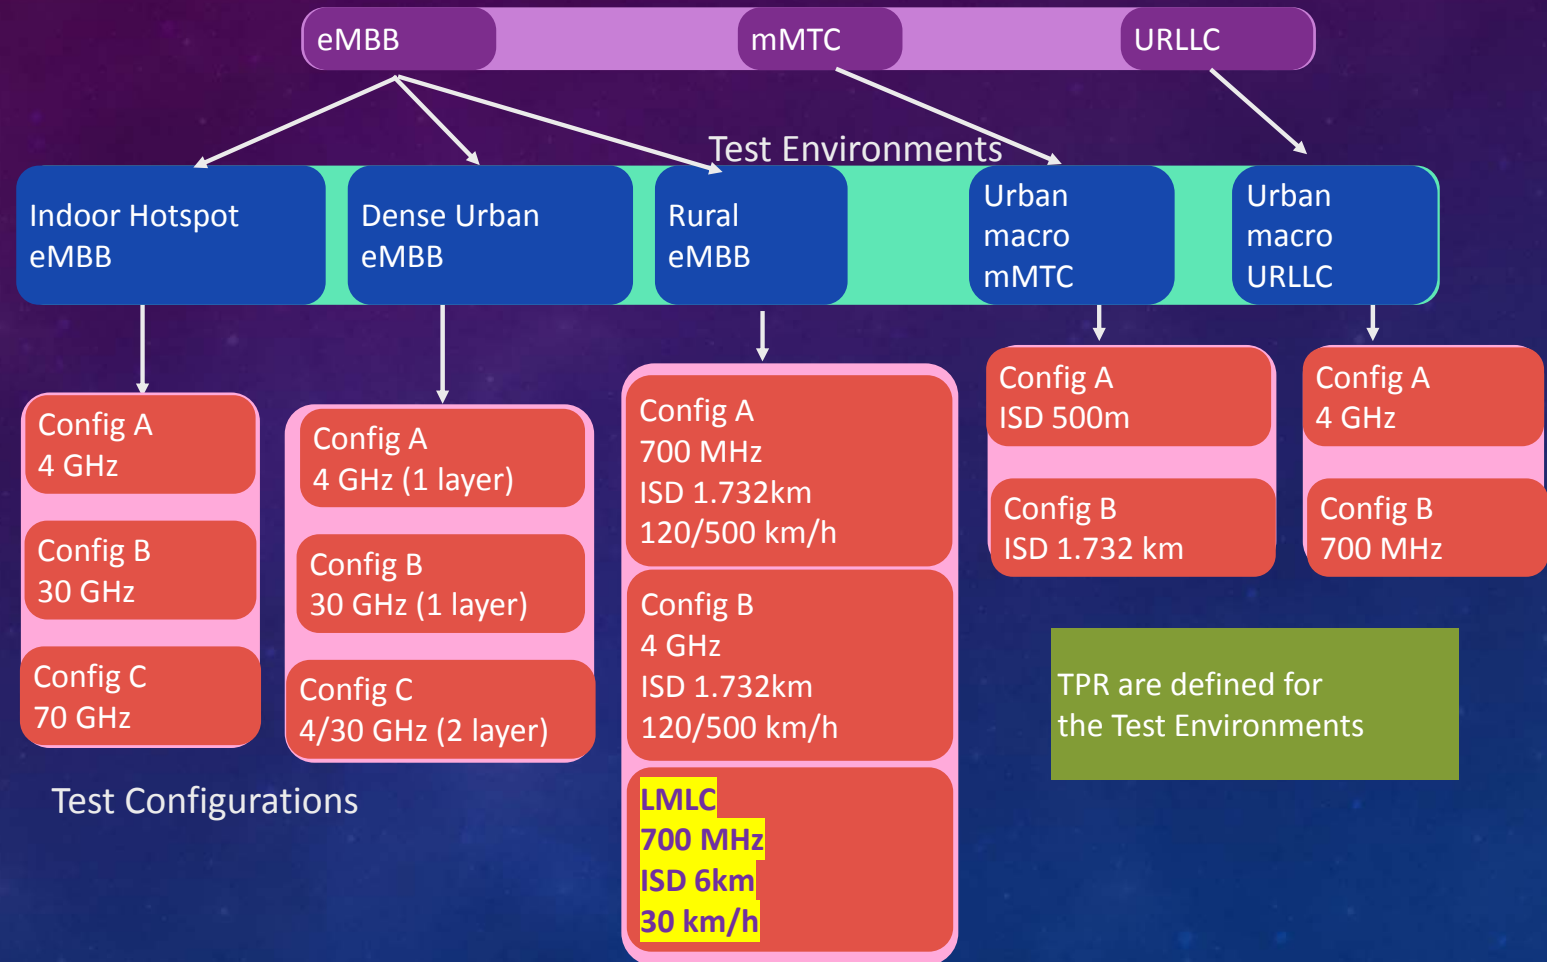 eMBB
mMTC
URLLC
Test Environments
Indoor Hotspot
eMBB
Dense Urban
eMBB
Rural
eMBB
Urban
macro
mMTC
Urban
macro
URLLC
Config A
4 GHz
Config B
30 GHz
Config C
70 GHz
Config A
4 GHz (1 layer)
Config B
30 GHz (1 layer)
Config C
4/30 GHz (2 layer)
Config A
700 MHz
ISD 1.732km
120/500 km/h
Config B
4 GHz
ISD 1.732km
120/500 km/h
LMLC
700 MHz
ISD 6km
30 km/h
Config A
ISD 500m
Config B
ISD 1.732 km
Config A
4 GHz
Config B
700 MHz
TPR are defined for
the Test Environments
Test Configurations